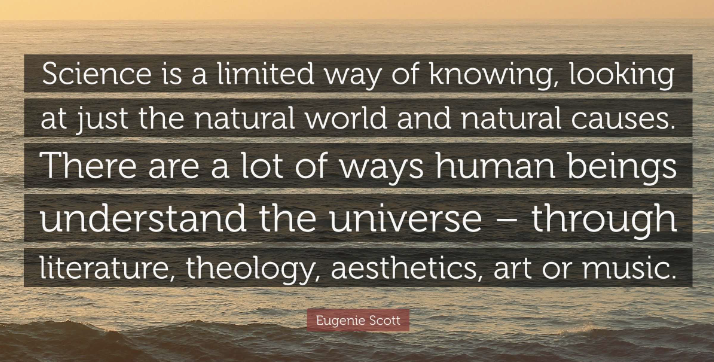 Science is a limited way of knowing, looking
at just the natural world and natural causes.
There are a lot of ways human beings
understand the universe – through
literature, theology, aesthetics, art or music.
Eugenie Scott